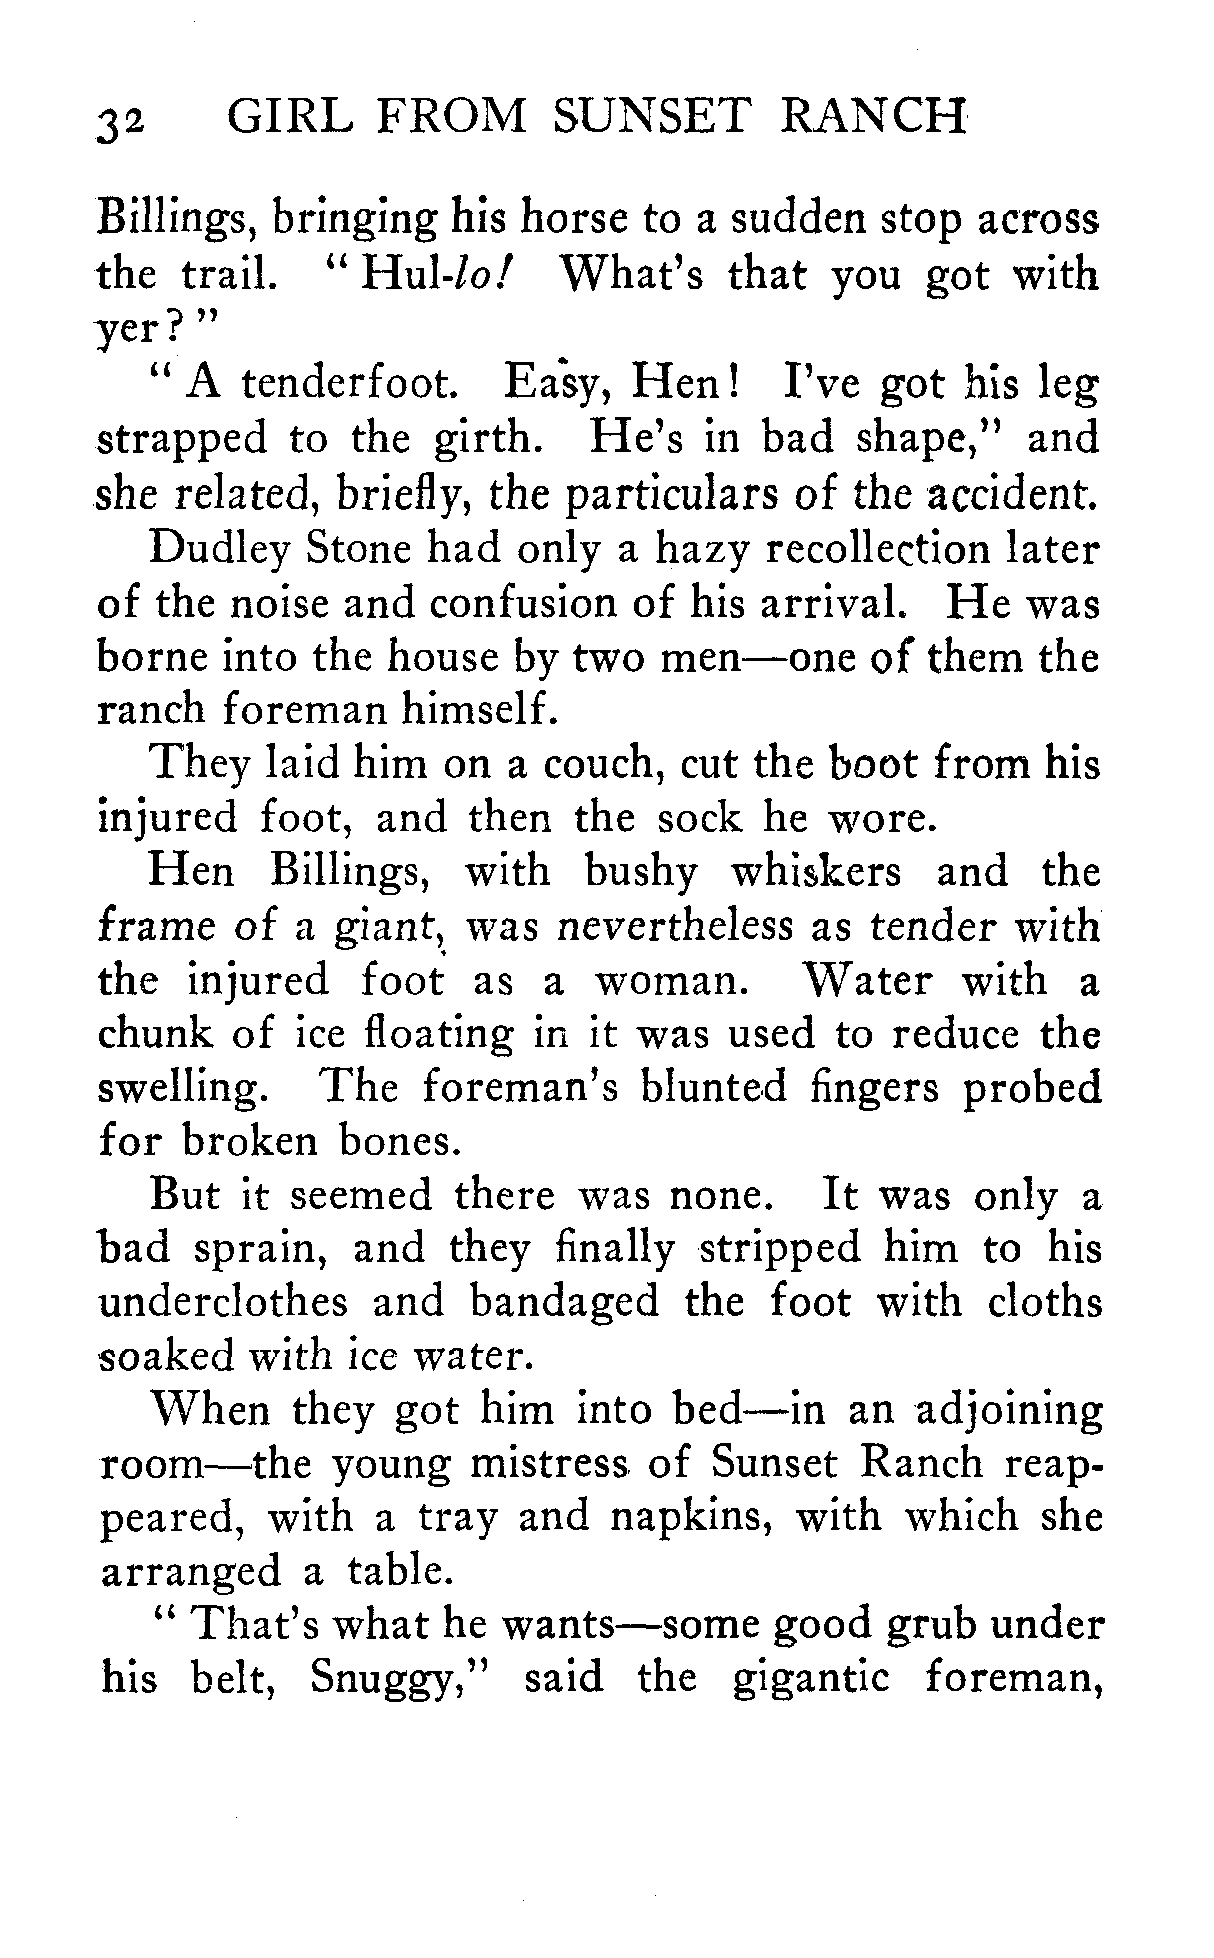 32 GIRL FROM SUNSET RANCH
Billings, bringing his horse to a sudden stop across
the trail. "Hul-lo! What's that you got with
yer?"
"A tenderfoot. Easy, Hen! I've got his leg
strapped to the girth. He's in bad shape," and
she related, briefly, the particulars of the accident.
Dudley Stone had only a hazy recollection later
of the noise and confusion of his arrival. He was
borne into the house by two men—one of them the
ranch foreman himself.
They laid him on a couch, cut the boot from his
injured foot, and then the sock he wore.
Hen Billings, with bushy whiskers and the
frame of a giant, was nevertheless as tender with
the injured foot as a woman. Water with a
chunk of ice floating in it was used to reduce the
swelling. The foreman's blunted fingers probed
for broken bones.
But it seemed there was none. It was only a
bad sprain, and they finally stripped him to his
underclothes and bandaged the foot with cloths
soaked with ice water.
When they got him into bed—in an adjoining
room—the young mistress of Sunset Ranch reap-
peared, with a tray and napkins, with which she
arranged a table.
"That's what he wants—some good grub under
his belt, Snuggy," said the gigantic foreman,